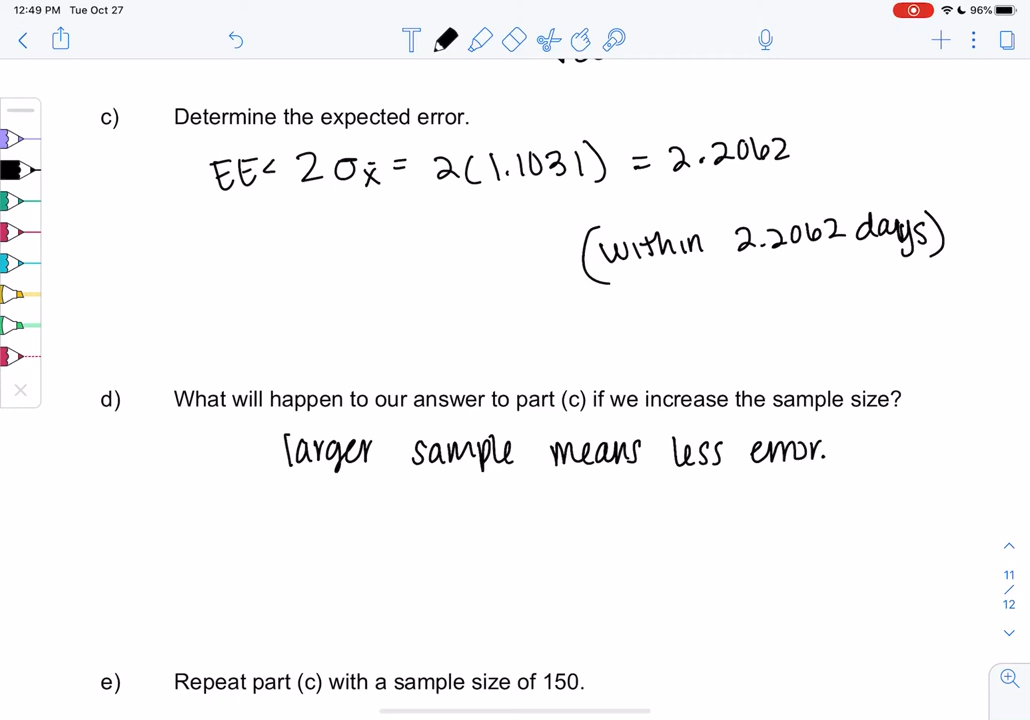 12:49 PM Tue Oct 27
96%
T
c) Determine the expected error.
EE< 2σx̄ = 2(1.1031) = 2.2062
(within 2.2062 days)
d) What will happen to our answer to part (c) if we increase the sample size?
larger sample means less error.
11
/
12
e) Repeat part (c) with a sample size of 150.